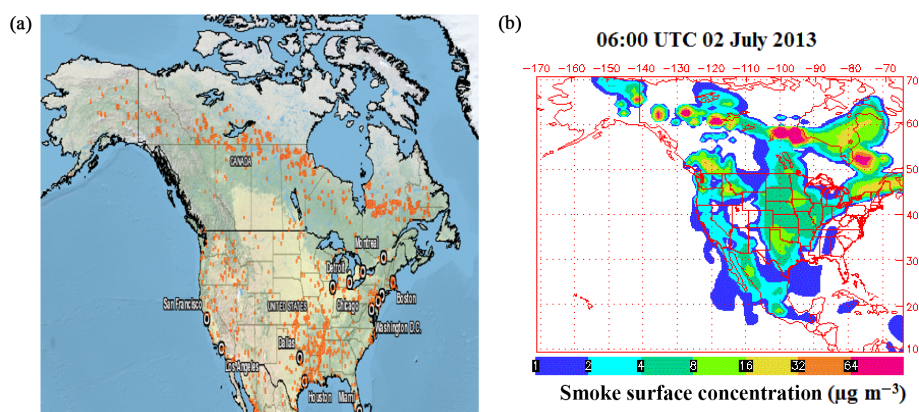 (a)
CANADA
Montreal
Detroit
San Francisco
UNITED STATES
Chicago
Boston
Washington D.C.
Dallas
Los Angeles
Houston
Miami
(b)
06:00 UTC 02 July 2013
-170 -160 -150 -140 -130 -120 -110 -100 -90 -80 -70
70
60
50
40
30
20
10
1 2 4 8 16 32 64
Smoke surface concentration (µg m⁻³)